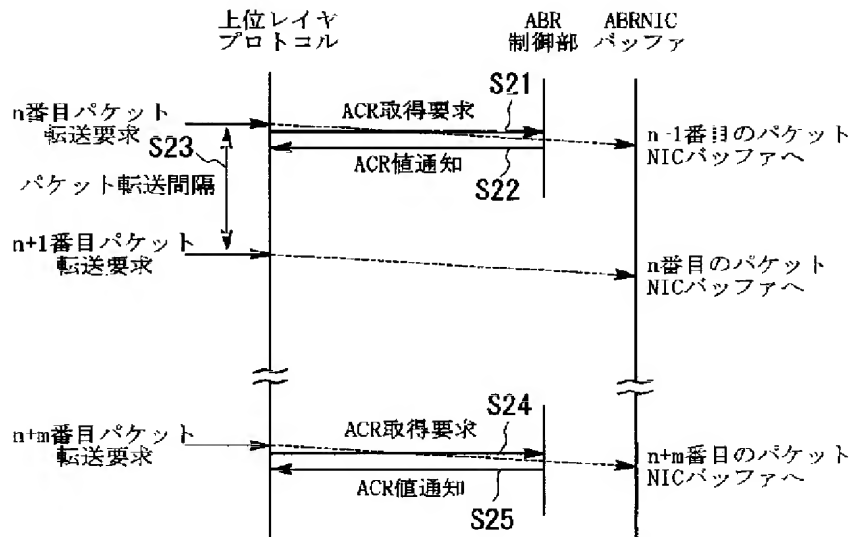 上位レイヤ
プロトコル
ABR
制御部
ABRNIC
バッファ
n番目パケット
転送要求
ACR取得要求
S21
n-1番目のパケット
NICバッファへ
S23
ACR値通知
S22
パケット転送間隔
n+1番目パケット
転送要求
n番目のパケット
NICバッファへ
n+m番目パケット
転送要求
ACR取得要求
S24
n+m番目のパケット
NICバッファへ
ACR値通知
S25